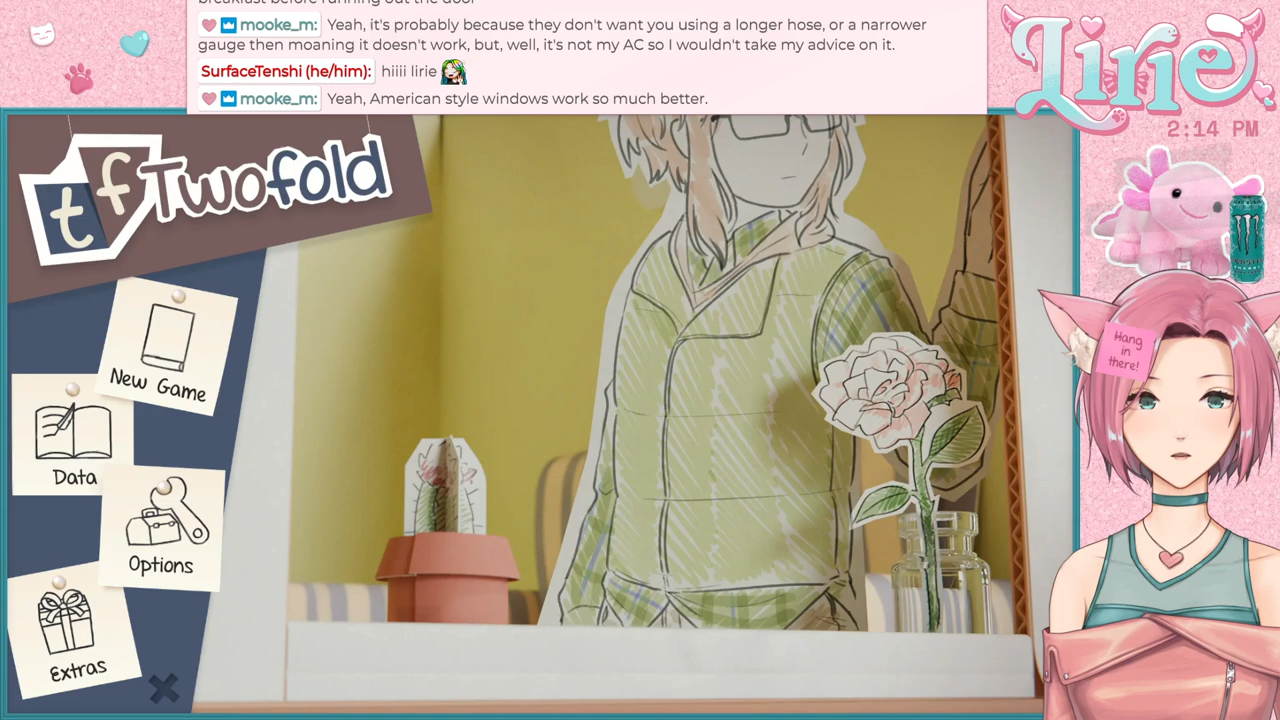 breakfast before running out the door
mooke_m: Yeah, it's probably because they don't want you using a longer hose, or a narrower
gauge then moaning it doesn't work, but, well, it's not my AC so I wouldn't take my advice on it.
SurfaceTenshi (he/him): hiiii lirie
mooke_m: Yeah, American style windows work so much better.
Lirie
2:14 PM
tf Twofold
New Game
Data
Options
Extras
Hang
in
there!